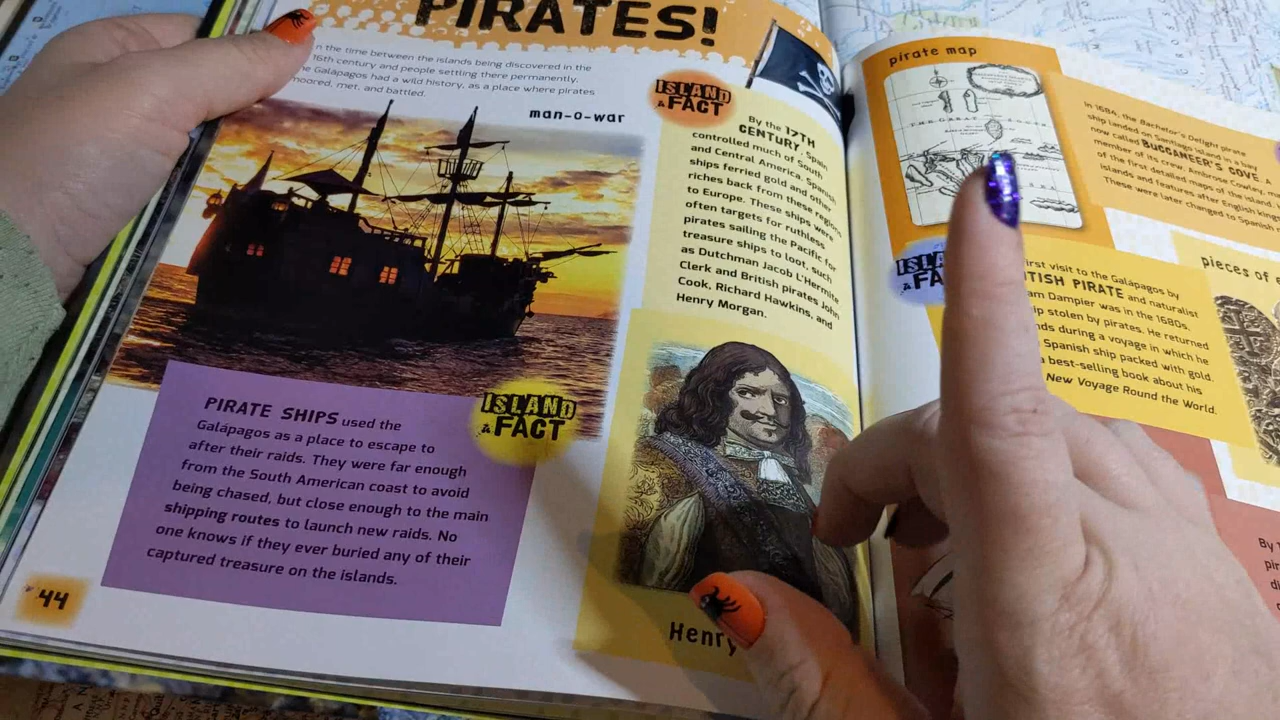 PIRATES!
n the time between the islands being discovered in the
16th century and people settling there permanently,
he Galápagos had a wild history, as a place where pirates
moored, met, and battled.
man-o-war
ISLAND
& FACT
By the 17TH
CENTURY, Spain
controlled much of South
and Central America. Spanish
ships ferried gold and other
riches back from these regions
to Europe. These ships were
often targets for ruthless
pirates sailing the Pacific for
treasure ships to loot, such
as Dutchman Jacob L'Hermite
Clerk and British pirates John
Cook, Richard Hawkins, and
Henry Morgan.
PIRATE SHIPS used the
Galápagos as a place to escape to
after their raids. They were far enough
from the South American coast to avoid
being chased, but close enough to the main
shipping routes to launch new raids. No
one knows if they ever buried any of their
captured treasure on the islands.
ISLAND
& FACT
Henry
44
pirate map
In 1684, the Bachelor's Delight pirate
ship landed on Santiago island in a bay
now called BUCCANEER'S COVE. A
member of its crew, Ambrose Cowley, m
of the first detailed maps of the island
islands and features after English king
These were later changed to Spanish
ISLA
& FA
irst visit to the Galápagos by
TISH PIRATE and naturalist
am Dampier was in the 1680s,
ip stolen by pirates. He returned
nds during a voyage in which he
Spanish ship packed with gold.
a best-selling book about his
New Voyage Round the World.
pieces of
By
pir
di